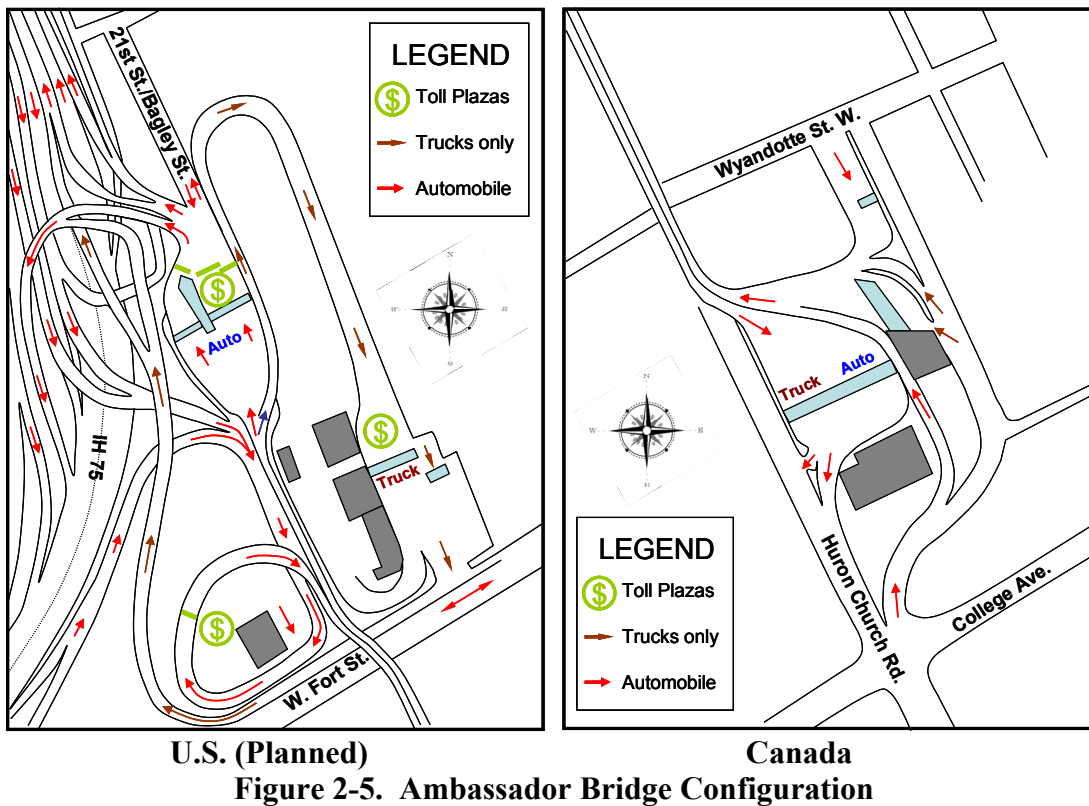 21st St./Bagley St.
LEGEND
$ Toll Plazas
Trucks only
Automobile
N
W
E
S
$
Auto
IH 75
$
Truck
$
W. Fort St.
LEGEND
$ Toll Plazas
Trucks only
Automobile
Wyandotte St. W.
N
W
E
S
Truck
Auto
Huron Church Rd.
College Ave.
U.S. (Planned)
Canada
Figure 2-5. Ambassador Bridge Configuration